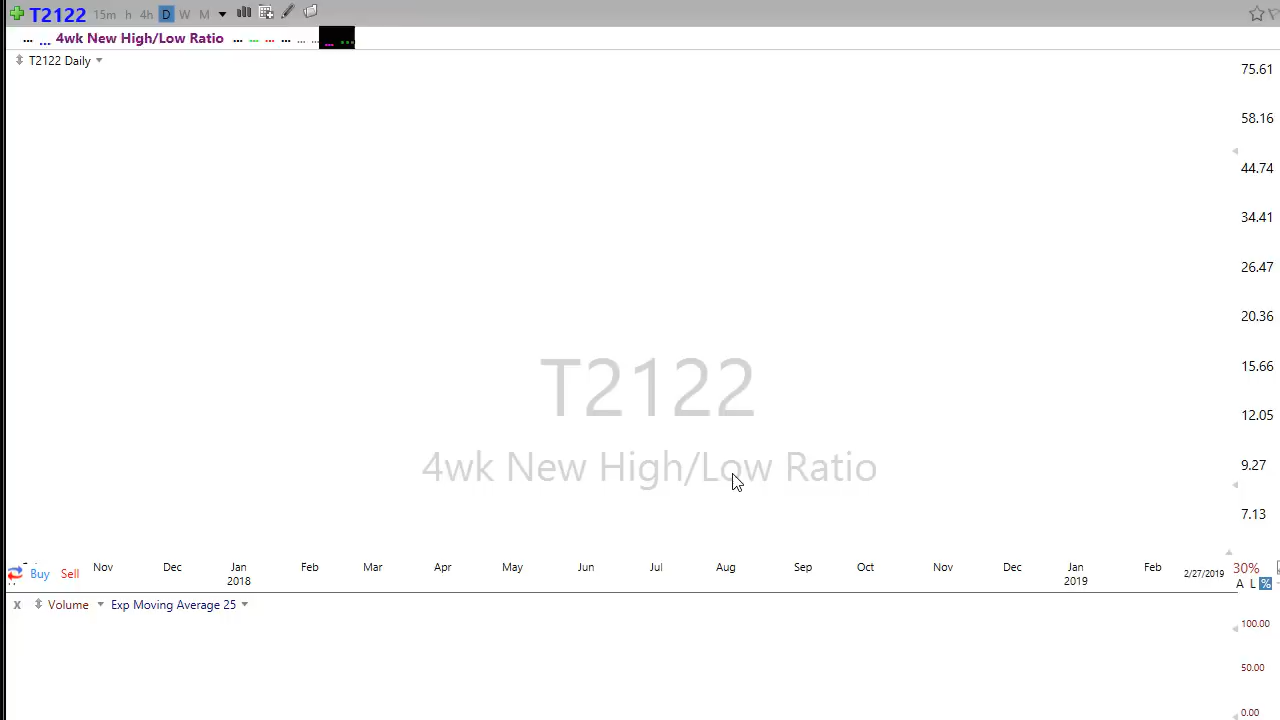 T2122 15m h 4h D W M
... ... 4wk New High/Low Ratio ... ... ... ... ... ... ... ...
T2122 Daily
75.61
58.16
44.74
34.41
26.47
20.36
15.66
T2122
12.05
4wk New High/Low Ratio
9.27
7.13
Buy Sell
Nov Dec Jan Feb Mar Apr May Jun Jul Aug Sep Oct Nov Dec Jan Feb
2018 2019
2/27/2019
30%
A L %
X Volume Exp Moving Average 25
100.00
50.00
0.00